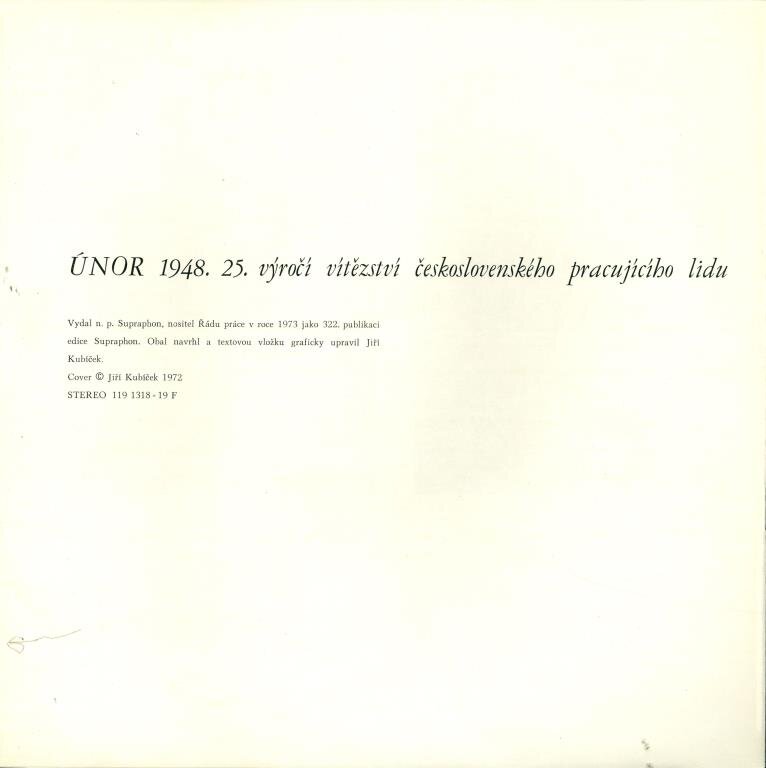 ÚNOR 1948. 25. výročí vítězství československého pracujícího lidu
Vydal n. p. Supraphon, nositel Řádu práce v roce 1973 jako 322. publikaci
edice Supraphon. Obal navrhl a textovou vložku graficky upravil Jiří
Kubíček.
Cover © Jiří Kubíček 1972
STEREO 119 1318 - 19 F